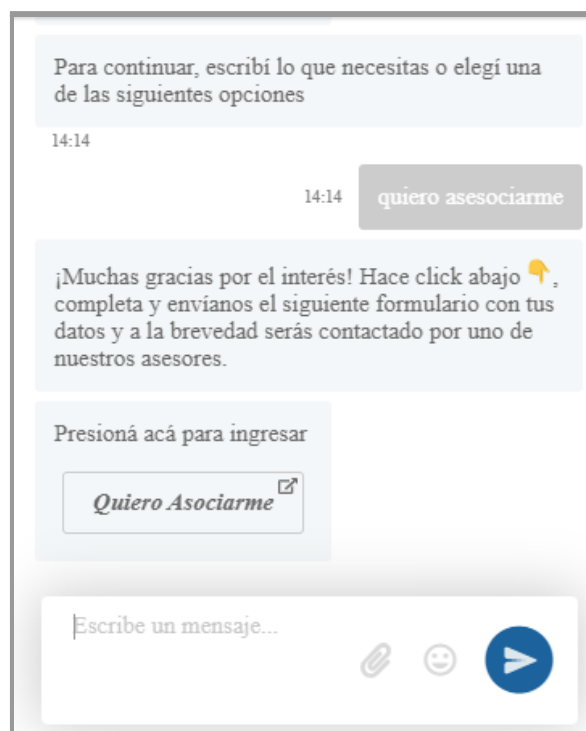 Para continuar, escribí lo que necesitas o elegí una
de las siguientes opciones
14:14
14:14
quiero asesociarme
¡Muchas gracias por el interés! Hace click abajo 👇,
completa y envíanos el siguiente formulario con tus
datos y a la brevedad serás contactado por uno de
nuestros asesores.
Presioná acá para ingresar
Quiero Asociarme
Escribe un mensaje...